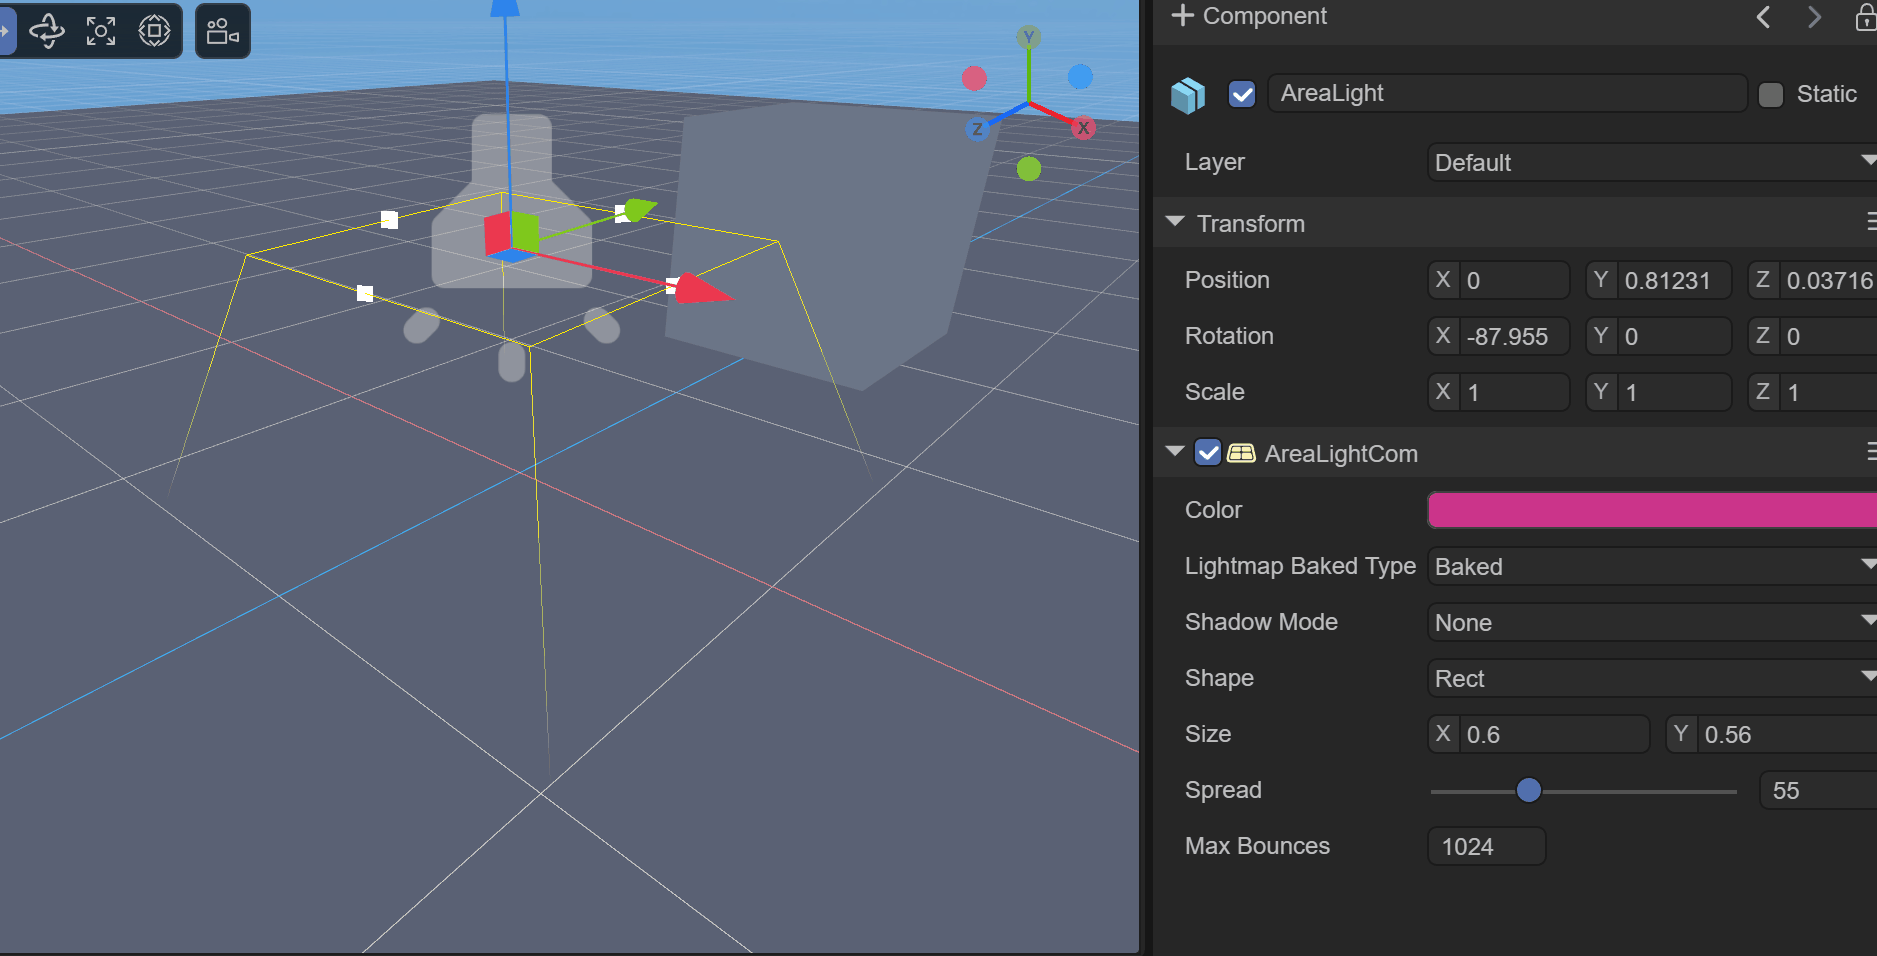 Component
Y
Z
X
AreaLight
Static
Layer
Default
Transform
Position X 0 Y 0.81231 Z 0.03716
Rotation X -87.955 Y 0 Z 0
Scale X 1 Y 1 Z 1
AreaLightCom
Color
Lightmap Baked Type Baked
Shadow Mode None
Shape Rect
Size X 0.6 Y 0.56
Spread 55
Max Bounces 1024